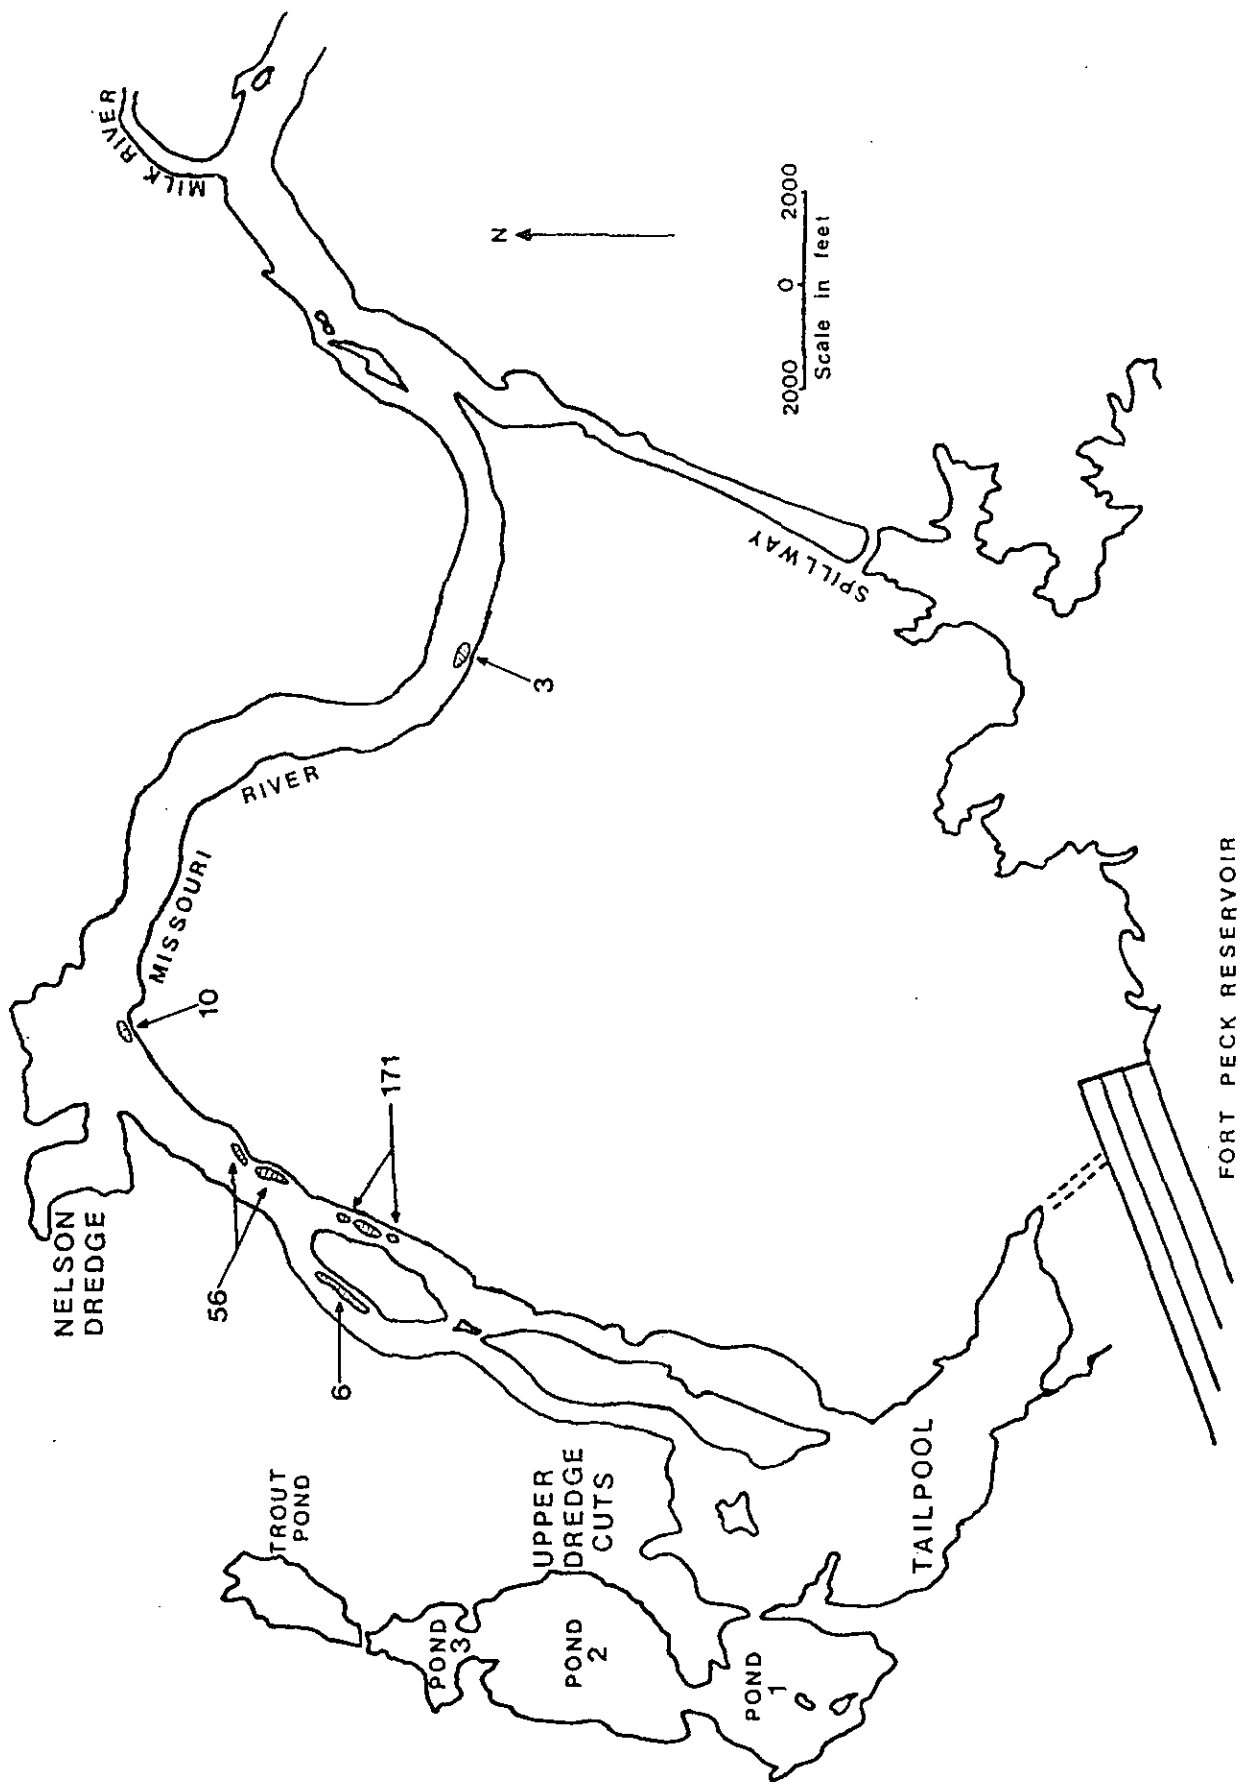 MILK RIVER
N
2000 0 2000
Scale in feet
SPILLWAY
3
RIVER
MISSOURI
10
171
NELSON
DREDGE
56
6
TROUT
POND
UPPER
DREDGE
CUTS
POND
3
POND
2
POND
1
TAILPOOL
FORT PECK RESERVOIR